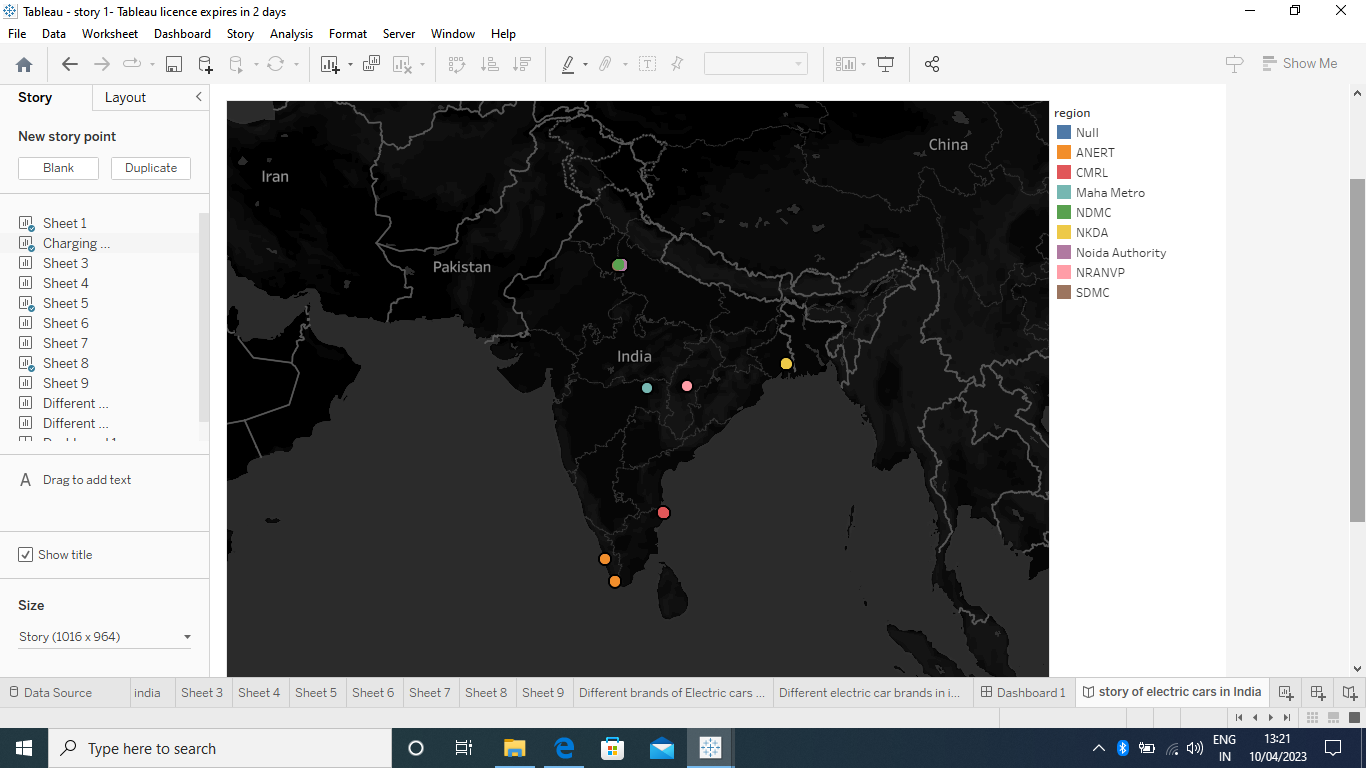 Tableau - story 1- Tableau licence expires in 2 days
File Data Worksheet Dashboard Story Analysis Format Server Window Help
Show Me
Story Layout
New story point
Blank Duplicate
Sheet 1
Charging ...
Sheet 3
Sheet 4
Sheet 5
Sheet 6
Sheet 7
Sheet 8
Sheet 9
Different ...
Different ...
Dashboard 1
A Drag to add text
Show title
Size
Story (1016 x 964)
Iran
China
Pakistan
India
region
Null
ANERT
CMRL
Maha Metro
NDMC
NKDA
Noida Authority
NRANVP
SDMC
Data Source india Sheet 3 Sheet 4 Sheet 5 Sheet 6 Sheet 7 Sheet 8 Sheet 9 Different brands of Electric cars ... Different electric car brands in i... Dashboard 1 story of electric cars in India
Type here to search
ENG
IN
13:21
10/04/2023